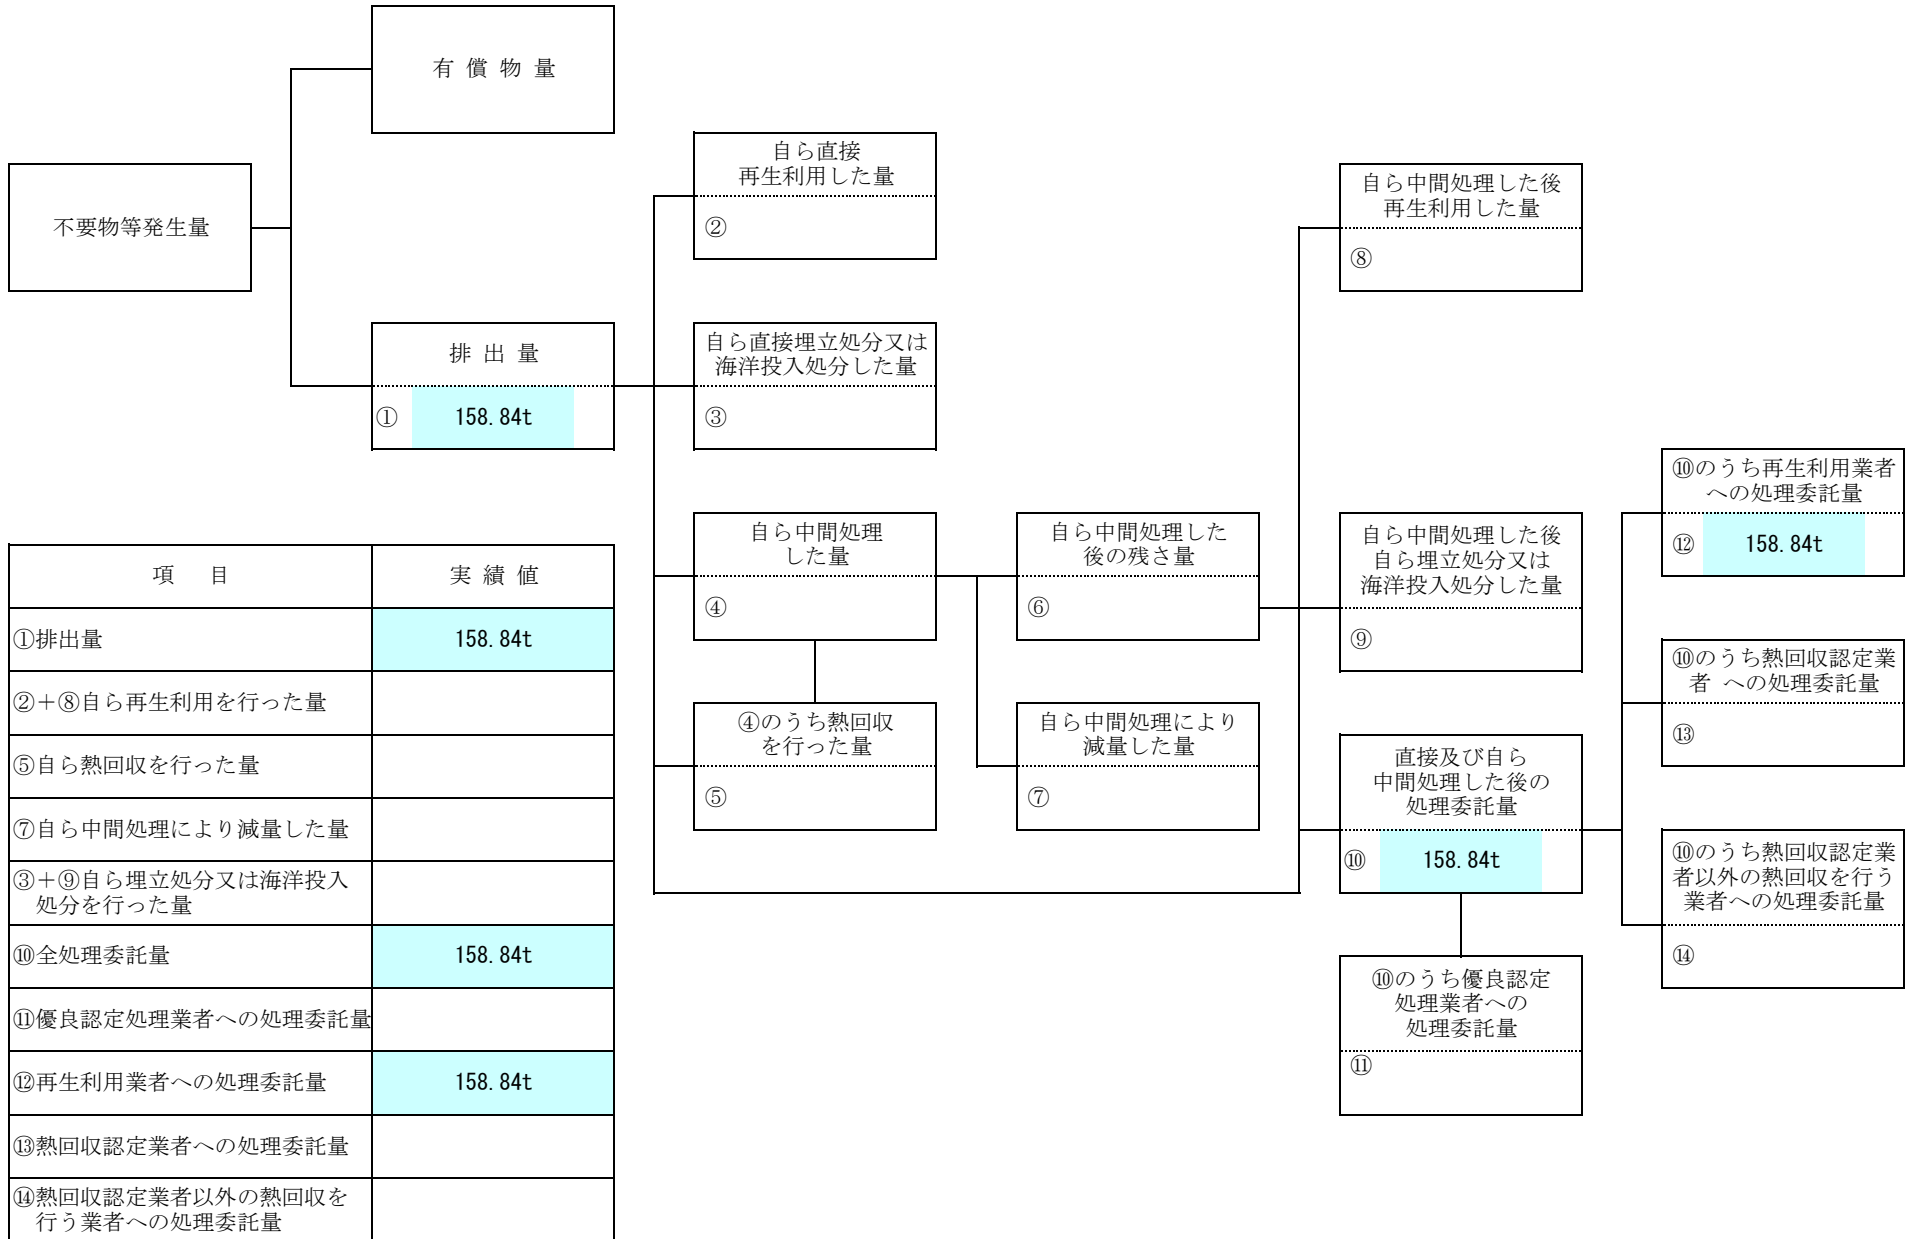 有 償 物 量
不要物等発生量
排 出 量
① 158.84t
自ら直接
再生利用した量
②
自ら直接埋立処分又は
海洋投入処分した量
③
自ら中間処理
した量
④
④のうち熱回収
を行った量
⑤
自ら中間処理した
後の残さ量
⑥
自ら中間処理により
減量した量
⑦
自ら中間処理した後
再生利用した量
⑧
自ら中間処理した後
自ら埋立処分又は
海洋投入処分した量
⑨
直接及び自ら
中間処理した後の
処理委託量
⑩ 158.84t
⑩のうち優良認定
処理業者への
処理委託量
⑪
⑩のうち再生利用業者
への処理委託量
⑫ 158.84t
⑩のうち熱回収認定業
者 への処理委託量
⑬
⑩のうち熱回収認定業
者以外の熱回収を行う
業者への処理委託量
⑭
項 目 実 績 値
①排出量 158.84t
②+⑧自ら再生利用を行った量
⑤自ら熱回収を行った量
⑦自ら中間処理により減量した量
③+⑨自ら埋立処分又は海洋投入
処分を行った量
⑩全処理委託量 158.84t
⑪優良認定処理業者への処理委託量
⑫再生利用業者への処理委託量 158.84t
⑬熱回収認定業者への処理委託量
⑭熱回収認定業者以外の熱回収を
行う業者への処理委託量